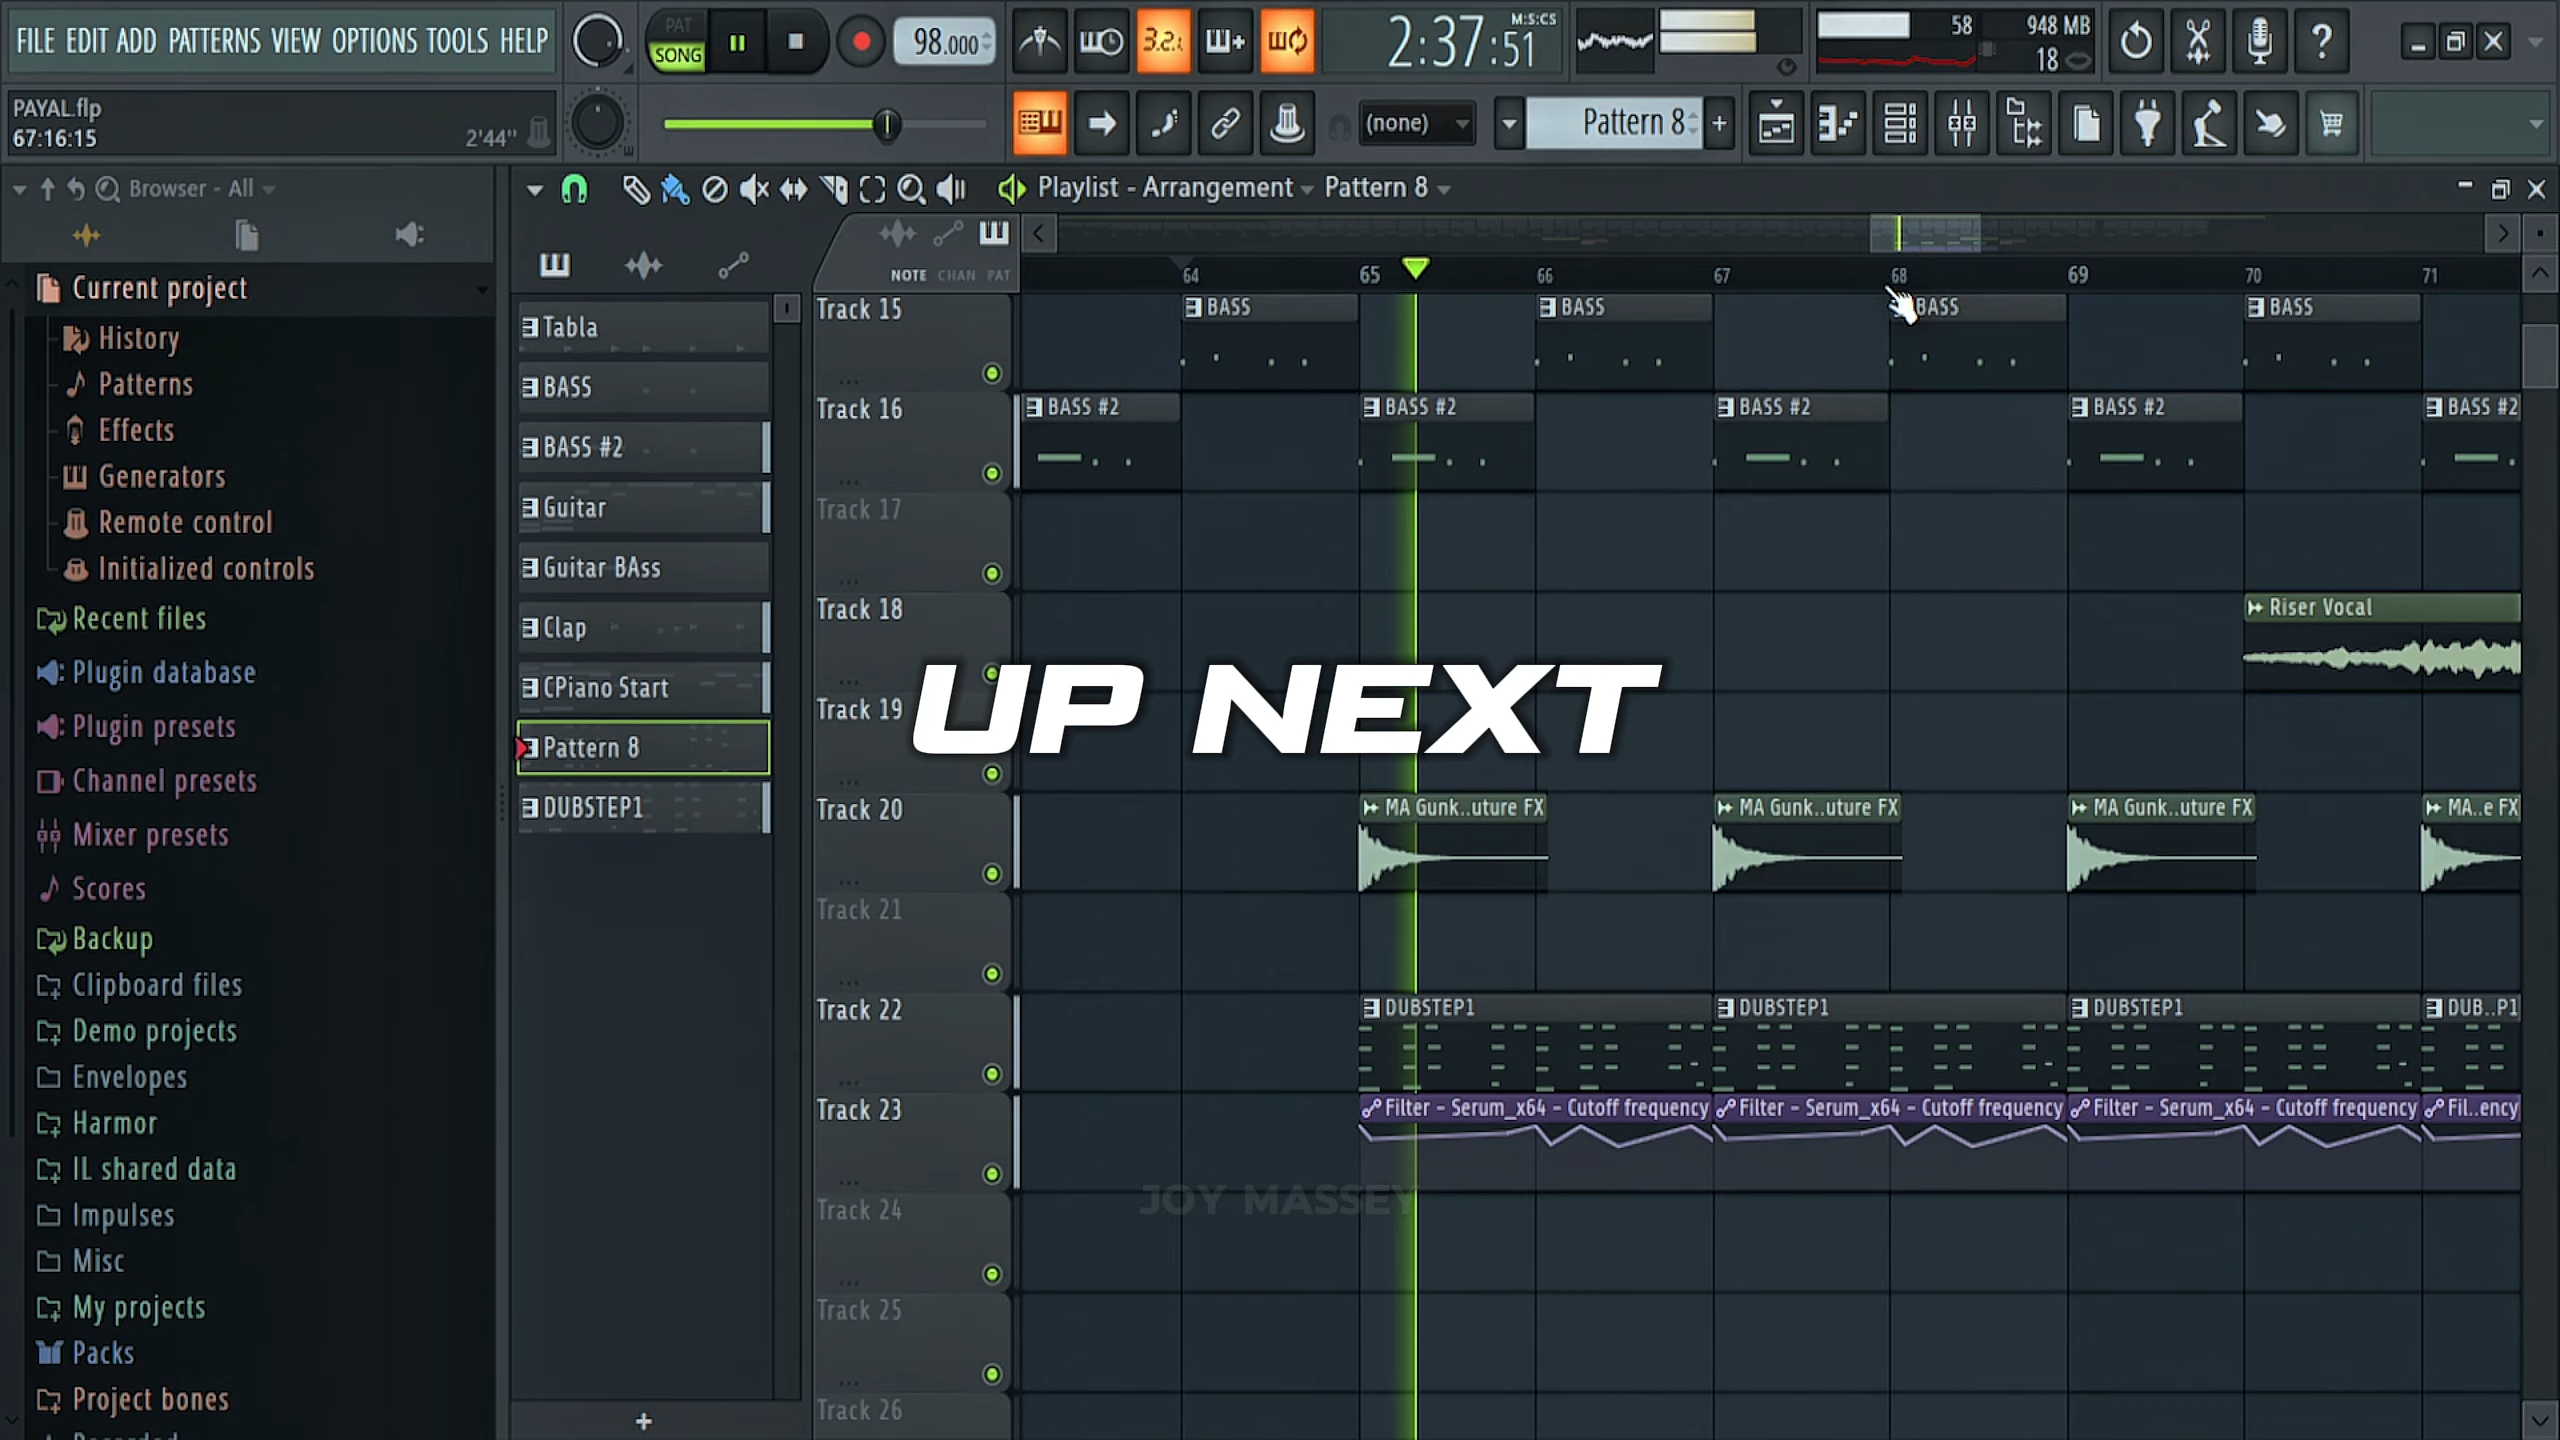 FILE EDIT ADD PATTERNS VIEW OPTIONS TOOLS HELP
PAT
SONG
98.000
3.2.
2:37:51
M:S:CS
58
948 MB
18
PAYAL.flp
67:16:15
2'44''
(none)
Pattern 8
Browser - All
Playlist - Arrangement
Pattern 8
NOTE CHAN PAT
64 65 66 67 68 69 70 71
Current project
History
Patterns
Effects
Generators
Remote control
Initialized controls
Recent files
Plugin database
Plugin presets
Channel presets
Mixer presets
Scores
Backup
Clipboard files
Demo projects
Envelopes
Harmor
IL shared data
Impulses
Misc
My projects
Packs
Project bones
Tabla
BASS
BASS #2
Guitar
Guitar BAss
Clap
CPiano Start
Pattern 8
DUBSTEP1
Track 15
BASS BASS BASS BASS
Track 16
BASS #2 BASS #2 BASS #2 BASS #2 BASS #2
Track 17
Track 18
Riser Vocal
UP NEXT
Track 19
Track 20
MA Gunk..uture FX MA Gunk..uture FX MA Gunk..uture FX MA..e FX
Track 21
Track 22
DUBSTEP1 DUBSTEP1 DUBSTEP1 DUB..P1
Track 23
Filter - Serum_x64 - Cutoff frequency Filter - Serum_x64 - Cutoff frequency Filter - Serum_x64 - Cutoff frequency Fil..ency
JOY MASSEY
Track 24
Track 25
Track 26